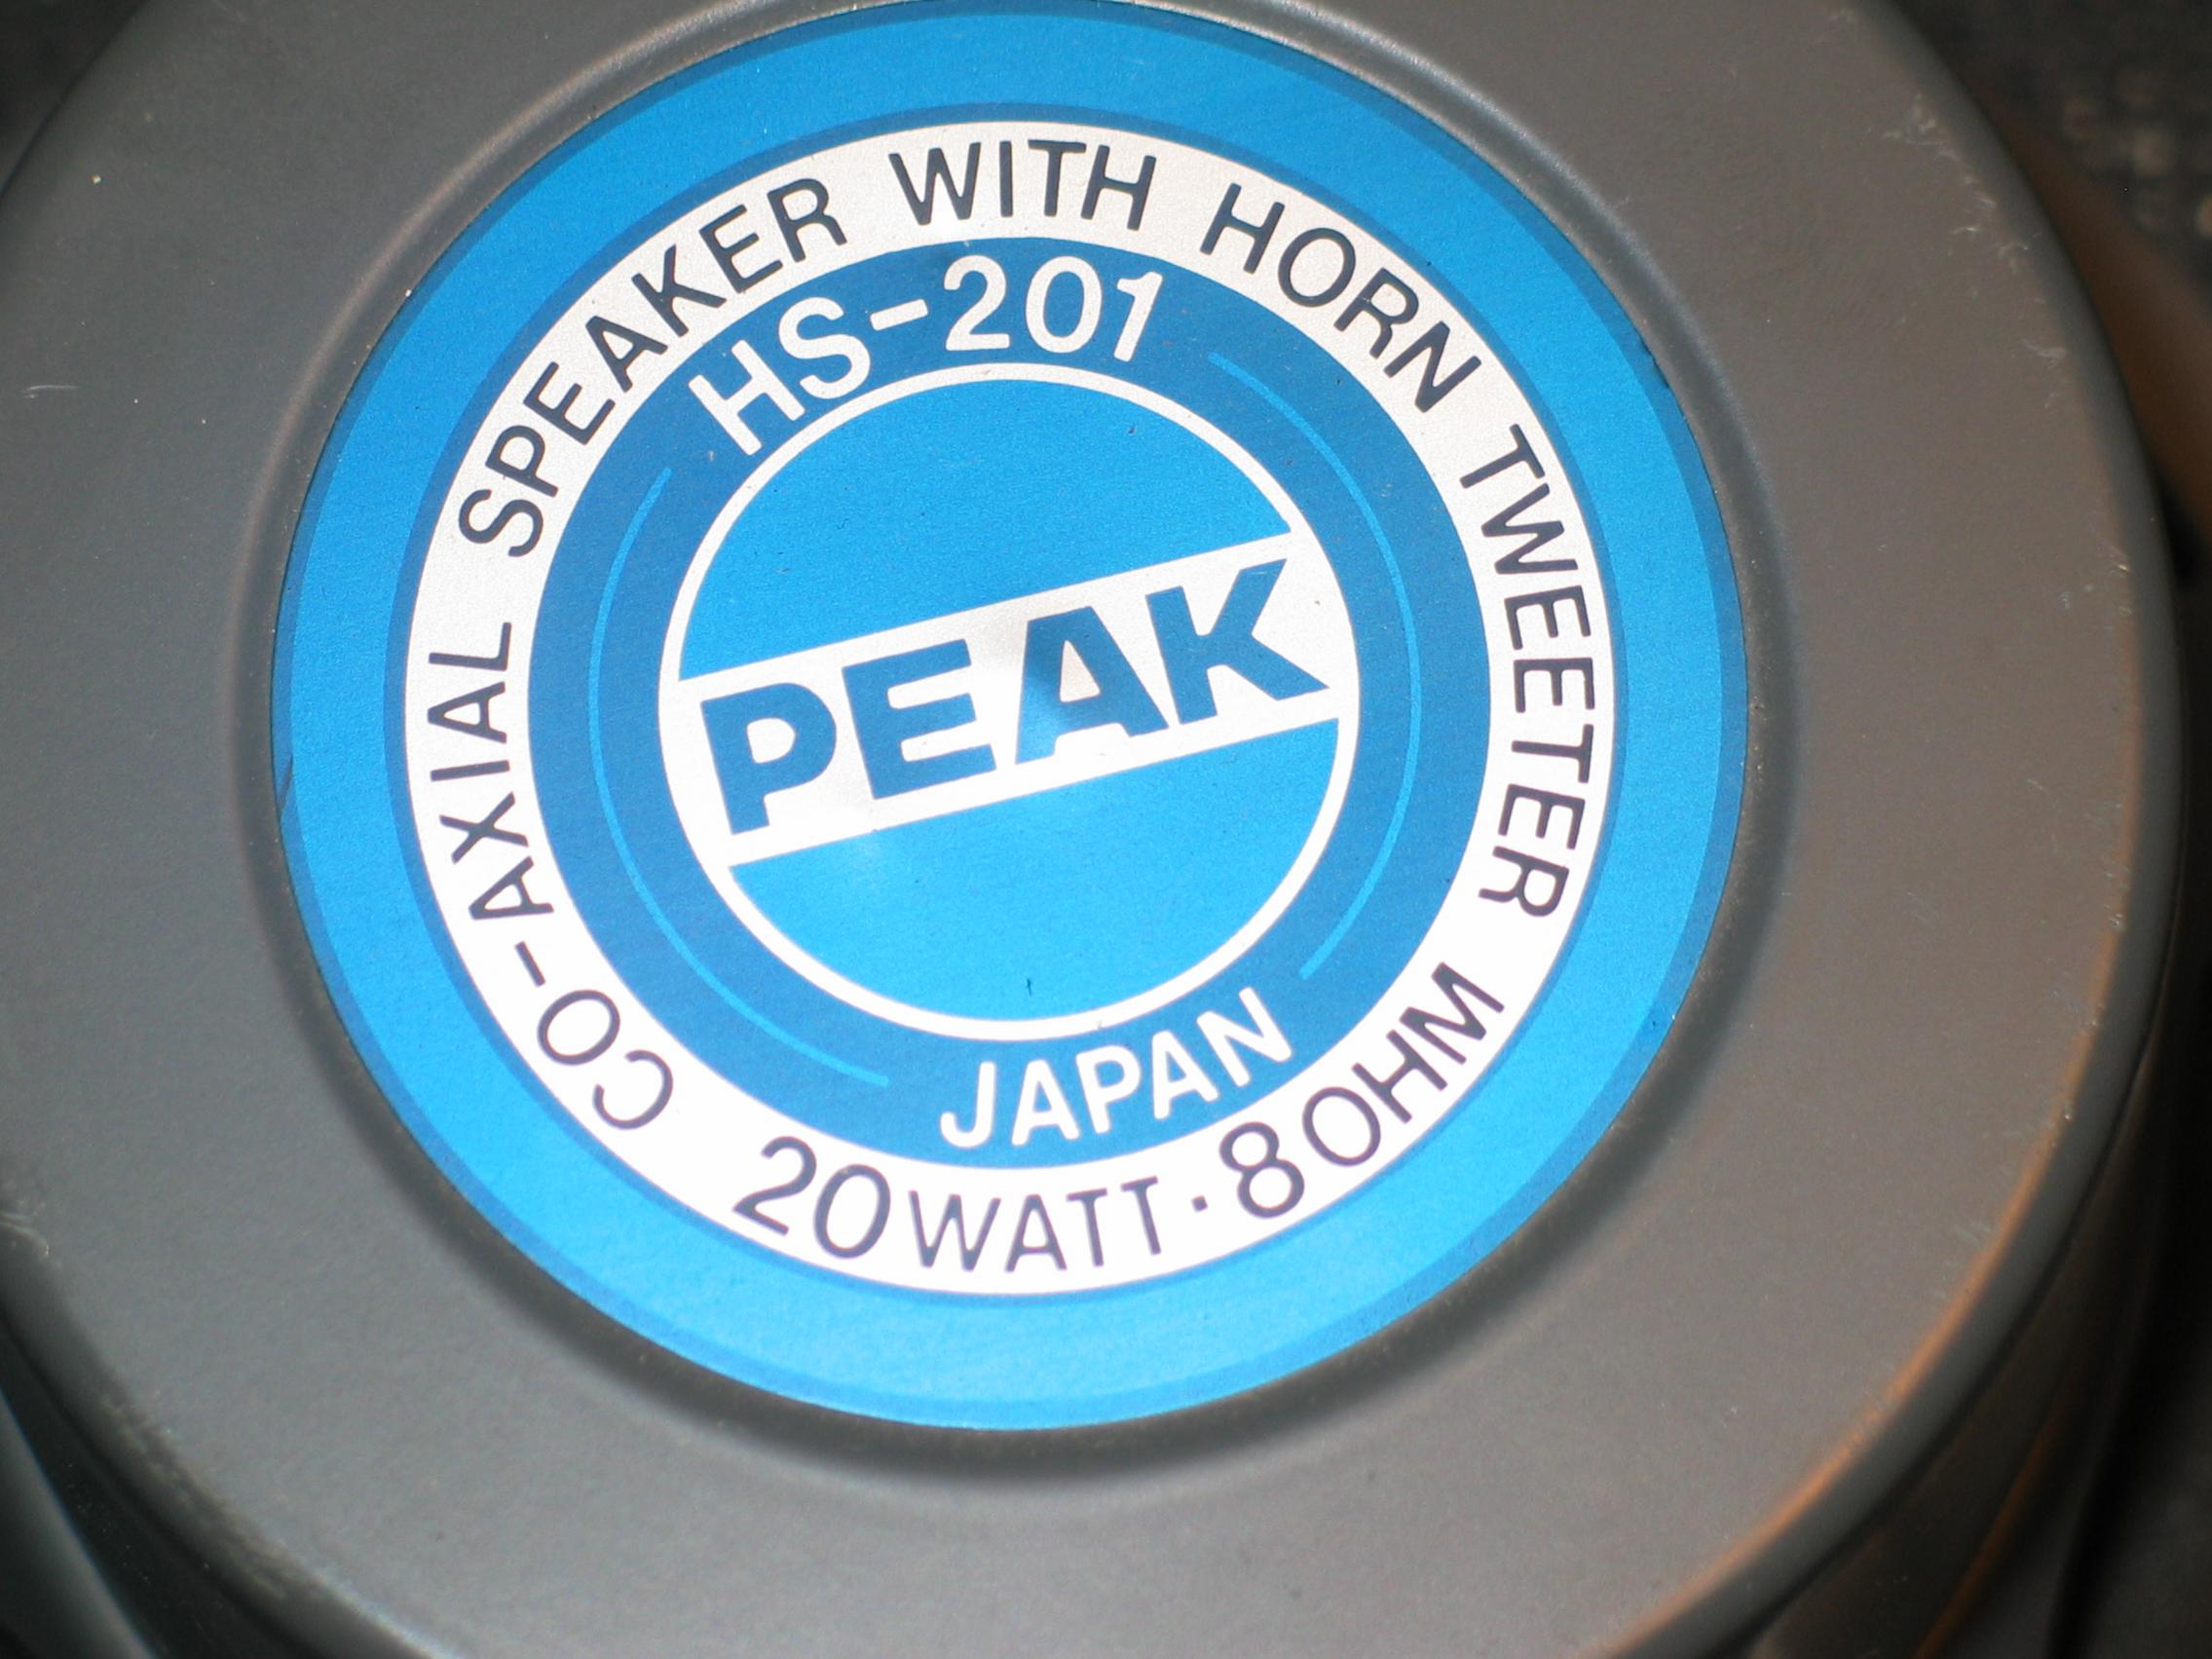 CO-AXIAL SPEAKER WITH HORN TWEETER
HS-201
PEAK
JAPAN
20WATT·8OHM